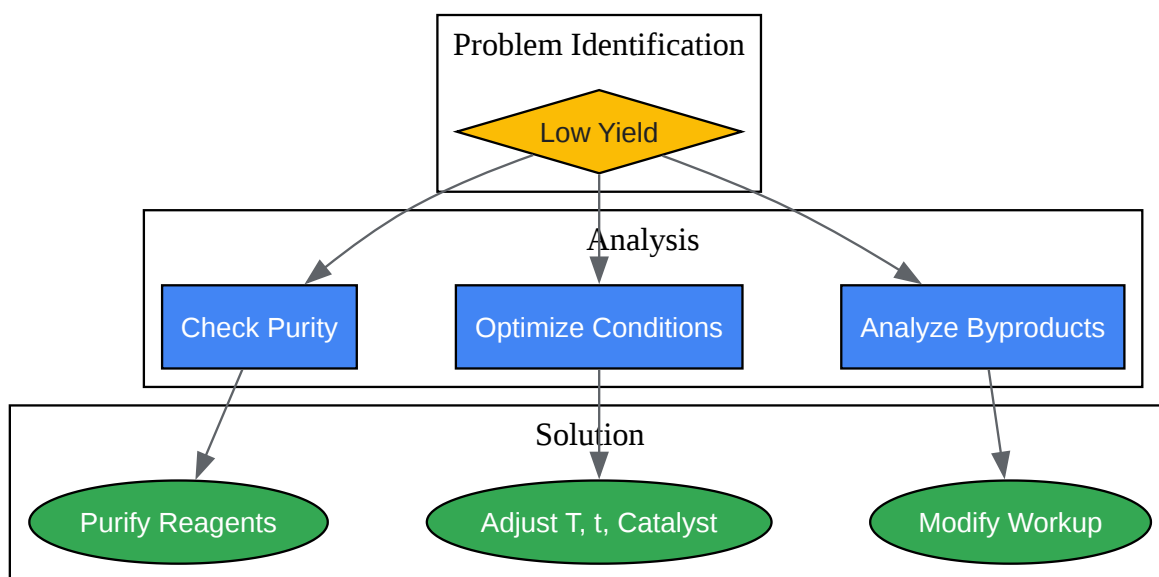 Problem Identification
Low Yield
Analysis
Check Purity
Optimize Conditions
Analyze Byproducts
Solution
Purify Reagents
Adjust T, t, Catalyst
Modify Workup